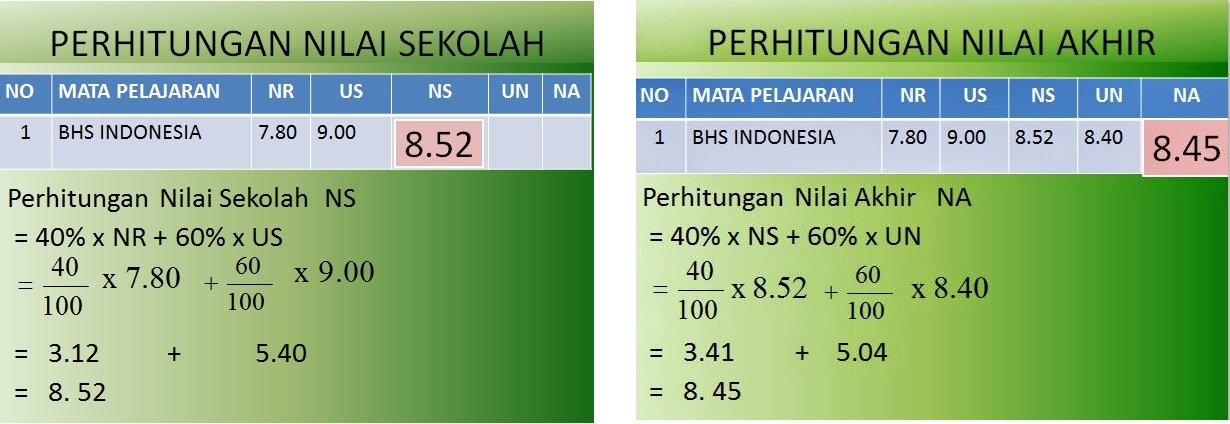 PERHITUNGAN NILAI SEKOLAH
NO MATA PELAJARAN NR US NS UN NA
1 BHS INDONESIA 7.80 9.00 8.52
Perhitungan Nilai Sekolah NS
= 40% x NR + 60% x US
= 40/100 x 7.80 + 60/100 x 9.00
= 3.12 + 5.40
= 8. 52
PERHITUNGAN NILAI AKHIR
NO MATA PELAJARAN NR US NS UN NA
1 BHS INDONESIA 7.80 9.00 8.52 8.40 8.45
Perhitungan Nilai Akhir NA
= 40% x NS + 60% x UN
= 40/100 x 8.52 + 60/100 x 8.40
= 3.41 + 5.04
= 8. 45